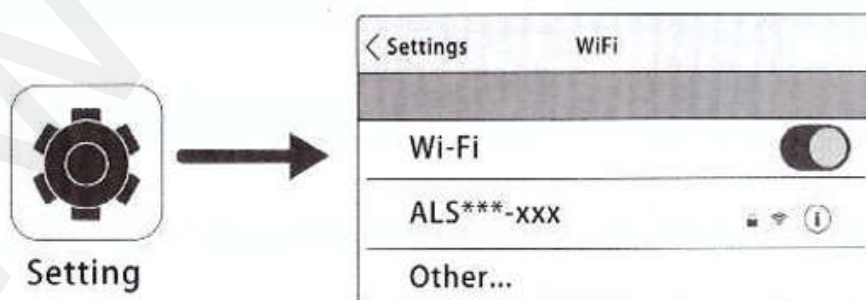 < Settings WiFi
Wi-Fi
ALS***-xxx
Other...
Setting